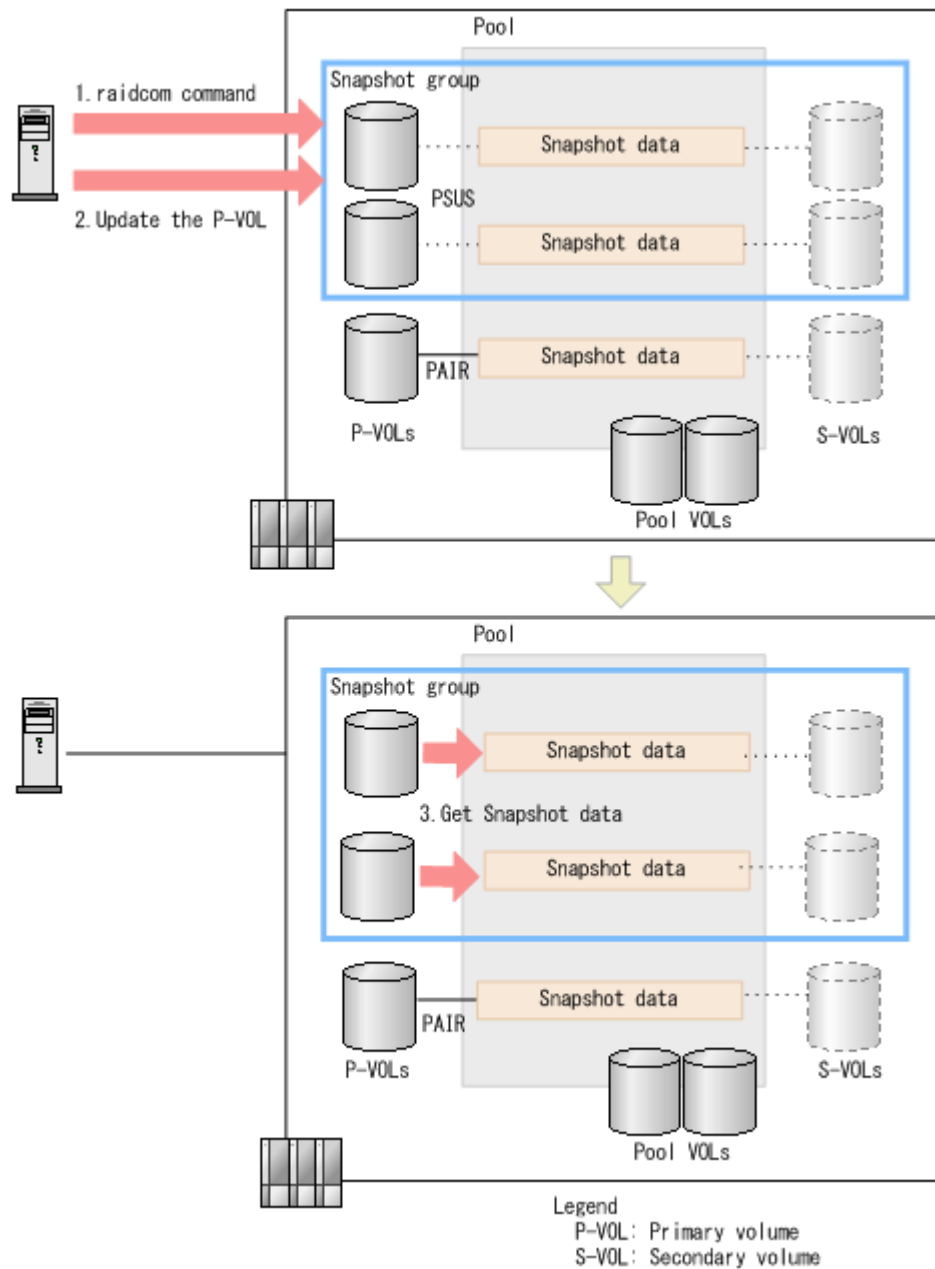 Pool
Snapshot group
1.raidcom command
Snapshot data
PSUS
2.Update the P-VOL
Snapshot data
Snapshot data
PAIR
P-VOLs
S-VOLs
Pool VOLs
Pool
Snapshot group
Snapshot data
3.Get Snapshot data
Snapshot data
Snapshot data
PAIR
P-VOLs
S-VOLs
Pool VOLs
Legend
P-VOL: Primary volume
S-VOL: Secondary volume